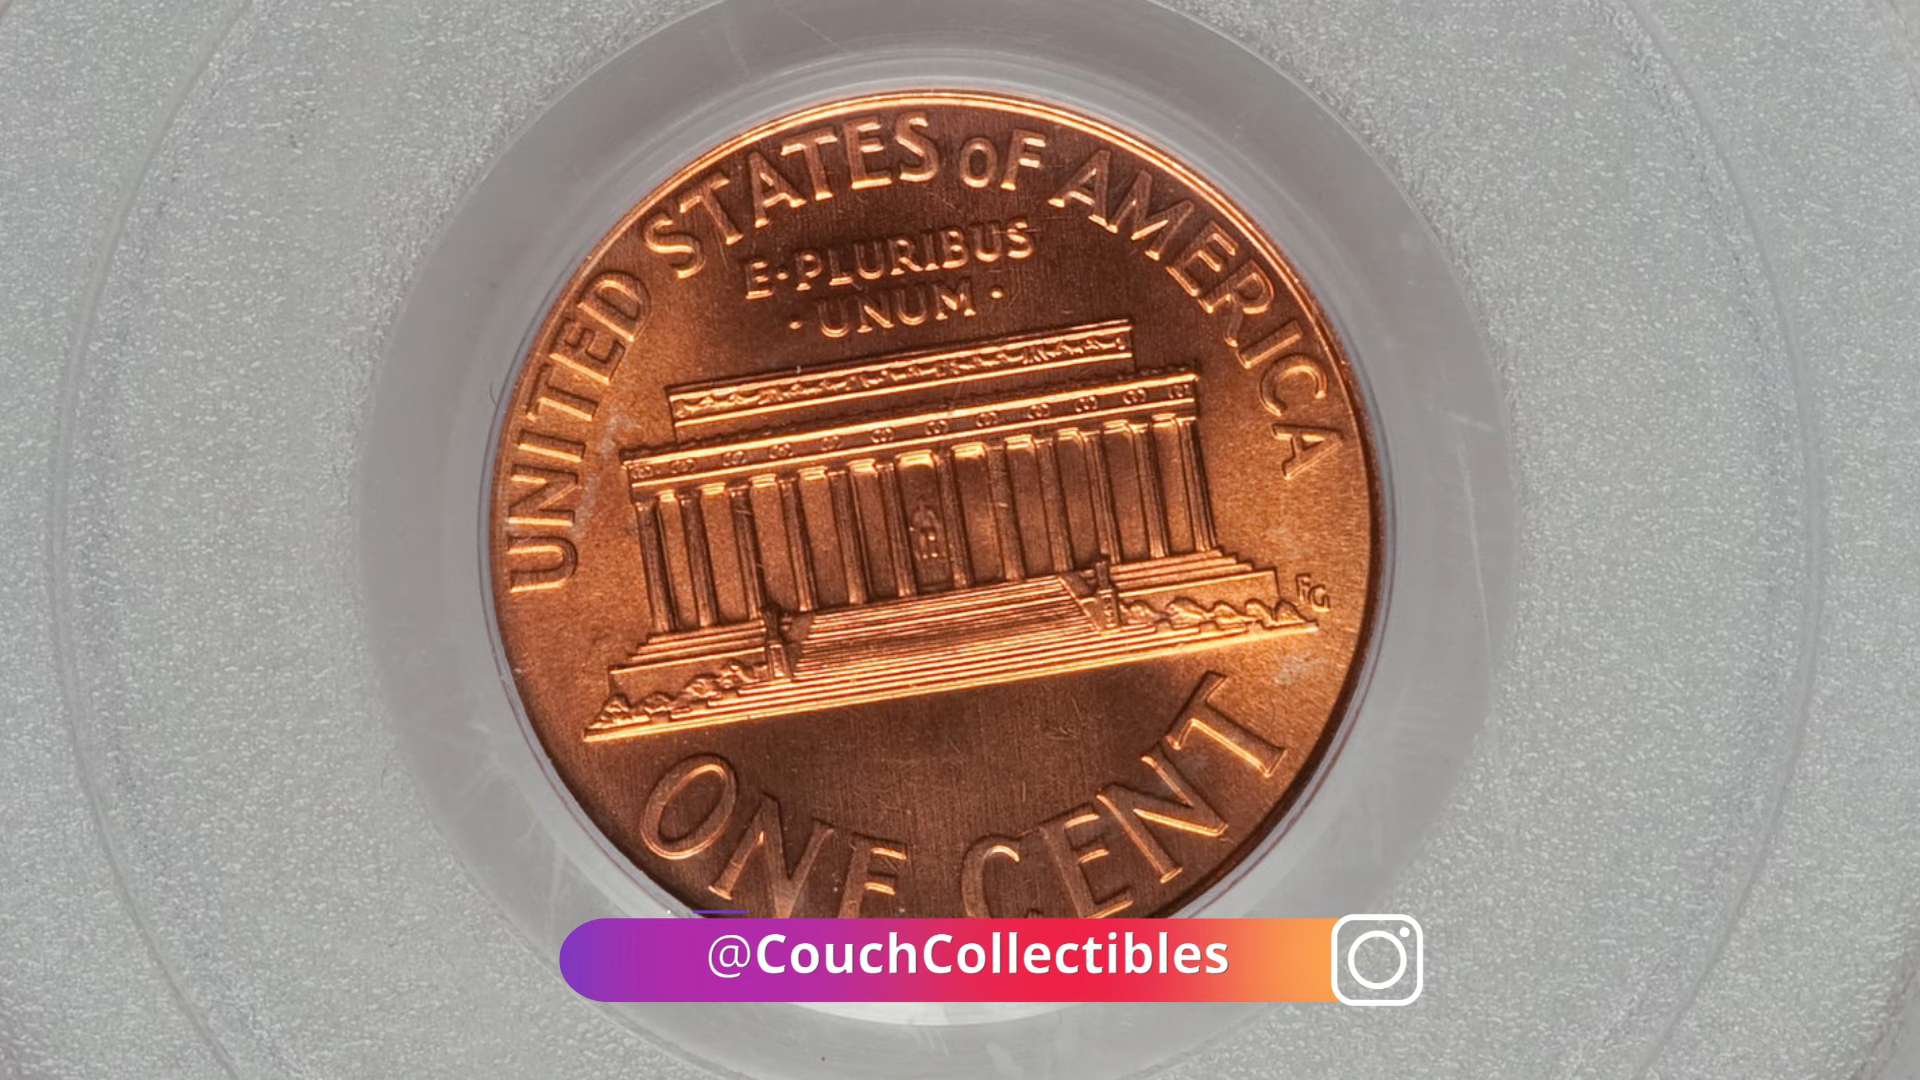 UNITED STATES OF AMERICA
E·PLURIBUS
·UNUM·
FG
ONE CENT
@CouchCollectibles